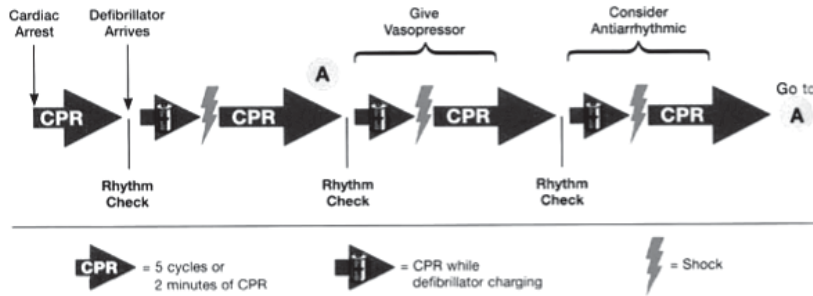 Cardiac
Arrest
Defibrillator
Arrives
Give
Vasopressor
Consider
Antiarrhythmic
A
Go to
A
CPR
CPR
CPR
CPR
Rhythm
Check
Rhythm
Check
Rhythm
Check
CPR
= 5 cycles or
2 minutes of CPR
= CPR while
defibrillator charging
= Shock